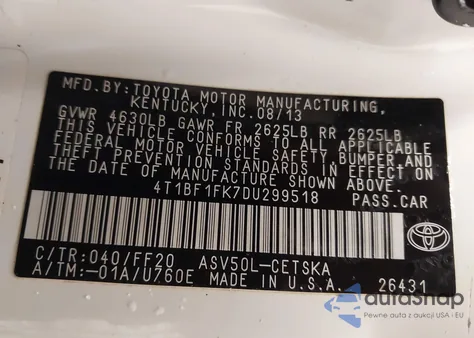 MFD. BY: TOYOTA MOTOR MANUFACTURING,
KENTUCKY, INC. 08/13
GVWR 4630LB GAWR FR 2625LB RR 2625LB
THIS VEHICLE CONFORMS TO ALL APPLICABLE
FEDERAL MOTOR VEHICLE SAFETY, BUMPER, AND
THEFT PREVENTION STANDARDS IN EFFECT ON
THE DATE OF MANUFACTURE SHOWN ABOVE.
4T1BF1FK7DU299518 PASS.CAR
C/TR:040/FF20 ASV50L-CETSKA
A/TM:-01A/U760E MADE IN U.S.A. 26431
autaShop
Pewne auta z aukcji USA i EU